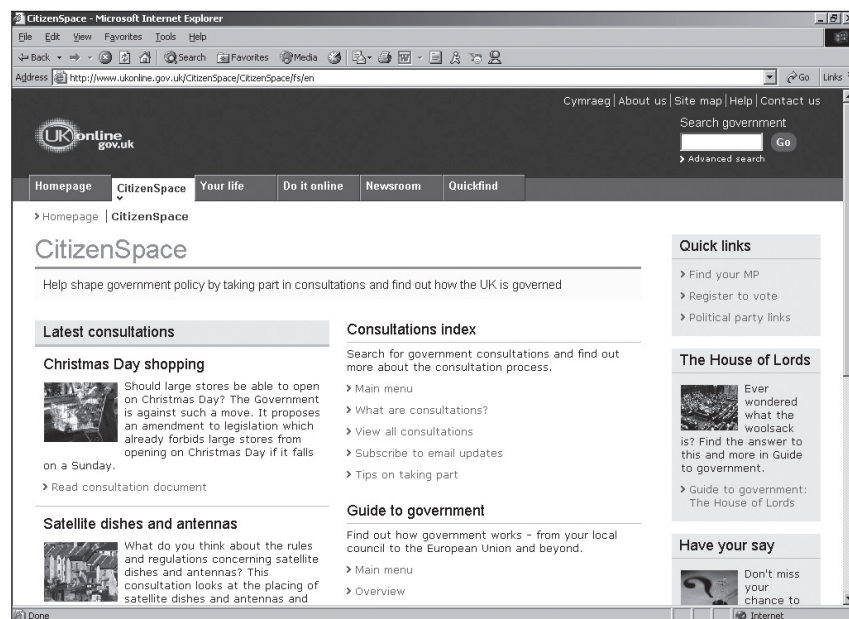 CitizenSpace - Microsoft Internet Explorer
File Edit View Favorites Tools Help
Back Search Favorites Media
Address http://www.ukonline.gov.uk/CitizenSpace/CitizenSpace/fs/en Go Links
Cymraeg | About us | Site map | Help | Contact us
UK online gov.uk
Search government
Go
Advanced search
Homepage CitizenSpace Your life Do it online Newsroom Quickfind
Homepage | CitizenSpace
CitizenSpace
Help shape government policy by taking part in consultations and find out how the UK is governed
Latest consultations
Christmas Day shopping
Should large stores be able to open
on Christmas Day? The Government
is against such a move. It proposes
an amendment to legislation which
already forbids large stores from
opening on Christmas Day if it falls
on a Sunday.
Read consultation document
Satellite dishes and antennas
What do you think about the rules
and regulations concerning satellite
dishes and antennas? This
consultation looks at the placing of
satellite dishes and antennas and
Consultations index
Search for government consultations and find out
more about the consultation process.
Main menu
What are consultations?
View all consultations
Subscribe to email updates
Tips on taking part
Guide to government
Find out how government works - from your local
council to the European Union and beyond.
Main menu
Overview
Quick links
Find your MP
Register to vote
Political party links
The House of Lords
Ever
wondered
what the
woolsack
is? Find the answer to
this and more in Guide
to government.
Guide to government:
The House of Lords
Have your say
Don't miss
your
chance to
Done
Internet